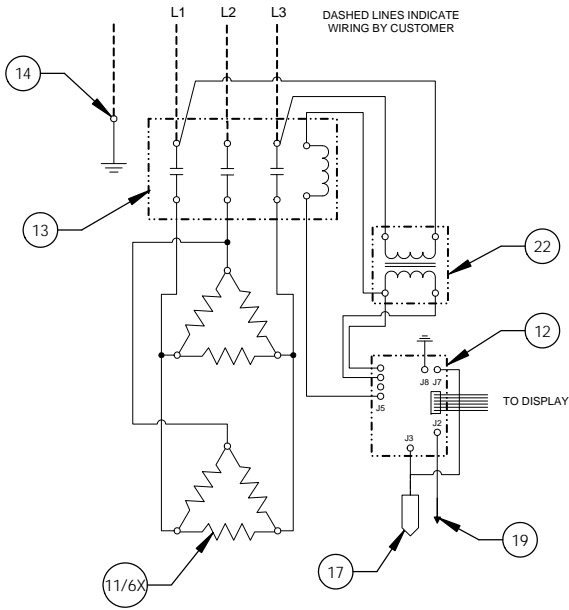 L1 L2 L3
DASHED LINES INDICATE
WIRING BY CUSTOMER
14
13
22
12
J8 J7
J5
TO DISPLAY
J2
J3
19
17
11/6X